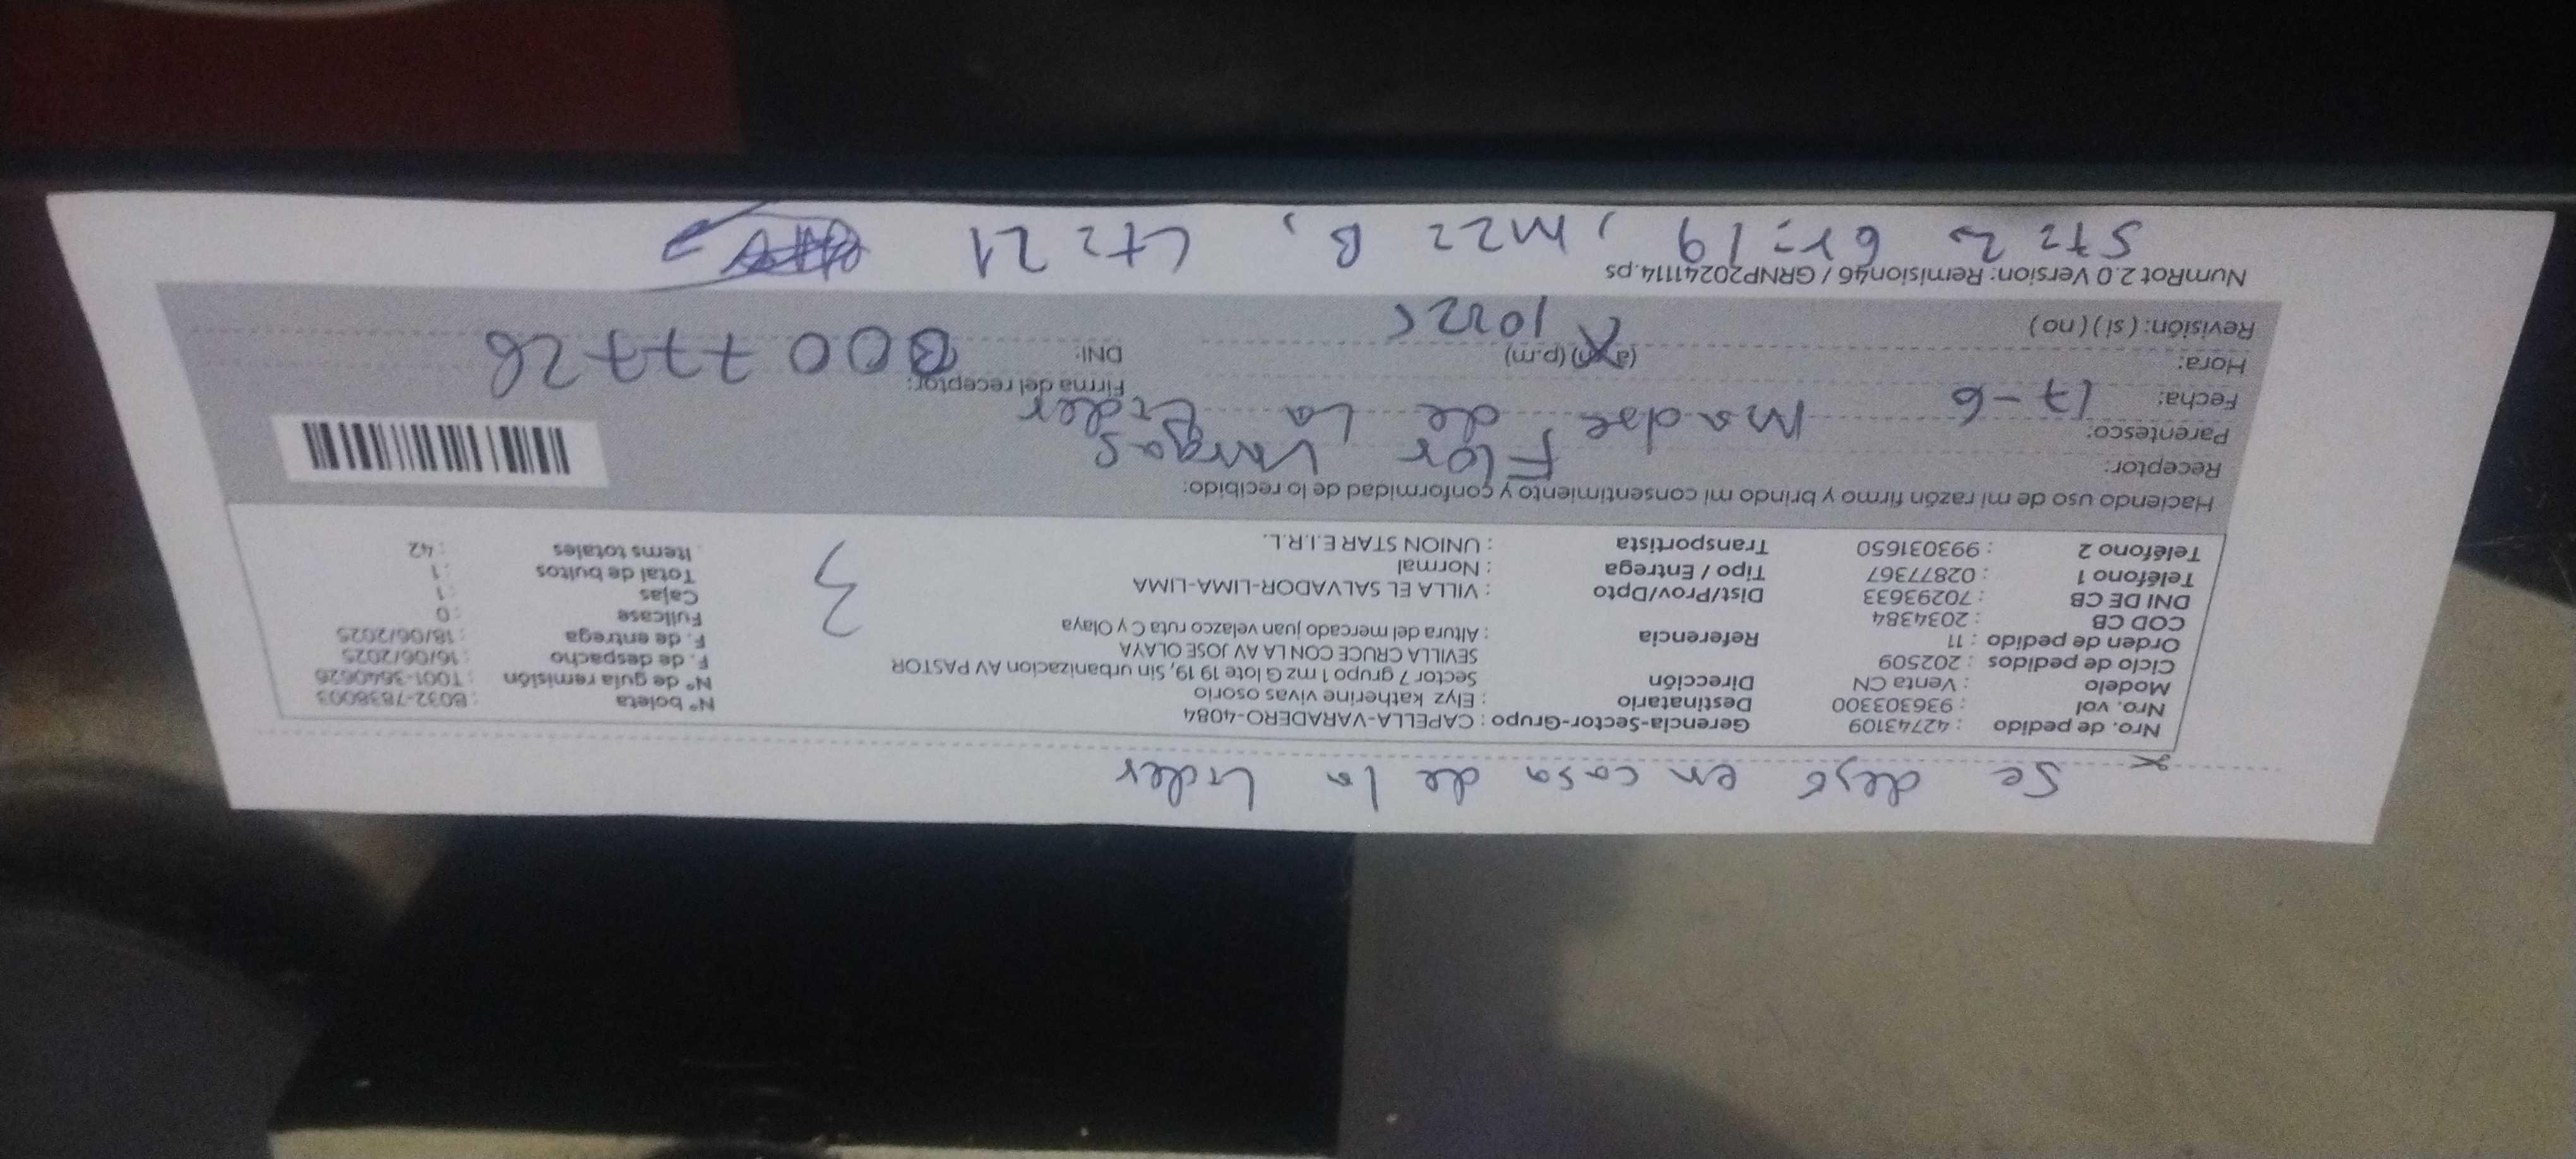 Se dejó en casa de la Lider
Nro. de pedido : 42743109 Gerencia-Sector-Grupo : CAPELLA-VARADERO-4084 N° boleta : B032-7838003
Nro. vol : 936303300 Destinatario : Elyz katherine vivas osorio N° de guía remisión : T001-3640626
Modelo : Venta CN Dirección Sector 7 grupo 1 mz G lote 19 19, Sin urbanizacion AV PASTOR F. de despacho : 16/06/2025
Ciclo de pedidos : 202509 SEVILLA CRUCE CON LA AV JOSE OLAYA F. de entrega : 18/06/2025
Orden de pedido : 11 Referencia : Altura del mercado juan velazco ruta C y Olaya Fullcase : 0
COD CB : 2034384 Dist/Prov/Dpto : VILLA EL SALVADOR-LIMA-LIMA Cajas : 1
DNI DE CB : 70293633 Tipo / Entrega : Normal Total de bultos : 1
Teléfono 1 : 02877367 Transportista : UNION STAR E.I.R.L. Items totales : 42
Teléfono 2 : 993031650
3
Haciendo uso de mi razón firmo y brindo mi consentimiento y conformidad de lo recibido:
Receptor: Flor Vargas
Parentesco: Madre de La Lider
Fecha: 17-6 Firma del receptor:
Hora: (p.m) DNI:
Revisión: ( si ) ( no )
NumRot 2.0 Version: Remision46 / GRNP20241114.ps
St= 2 Gr= 19, Mz= B, Lt= 21